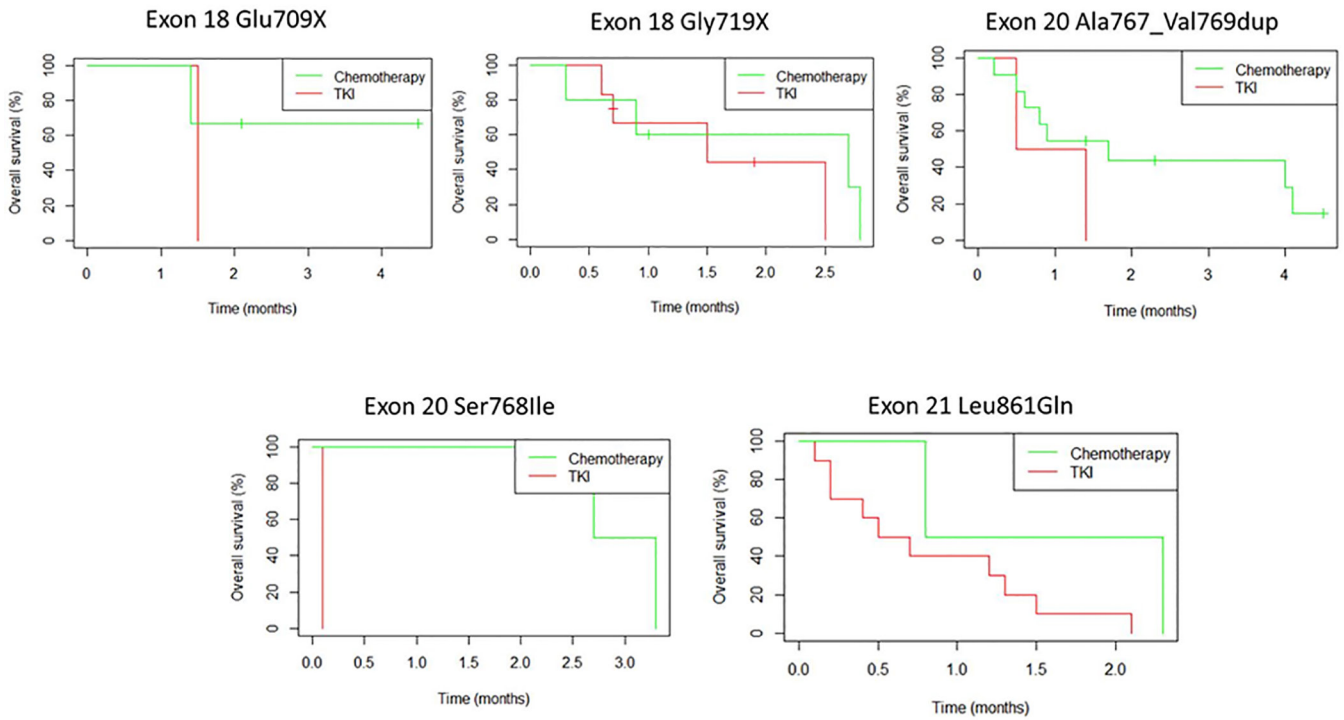 Exon 18 Glu709X
Chemotherapy
TKI
Overall survival (%)
0 20 40 60 80 100
0 1 2 3 4
Time (months)
Exon 18 Gly719X
Chemotherapy
TKI
Overall survival (%)
0 20 40 60 80 100
0.0 0.5 1.0 1.5 2.0 2.5
Time (months)
Exon 20 Ala767_Val769dup
Chemotherapy
TKI
Overall survival (%)
0 20 40 60 80 100
0 1 2 3 4
Time (months)
Exon 20 Ser768Ile
Chemotherapy
TKI
Overall survival (%)
0 20 40 60 80 100
0.0 0.5 1.0 1.5 2.0 2.5 3.0
Time (months)
Exon 21 Leu861Gln
Chemotherapy
TKI
Overall survival (%)
0 20 40 60 80 100
0.0 0.5 1.0 1.5 2.0
Time (months)